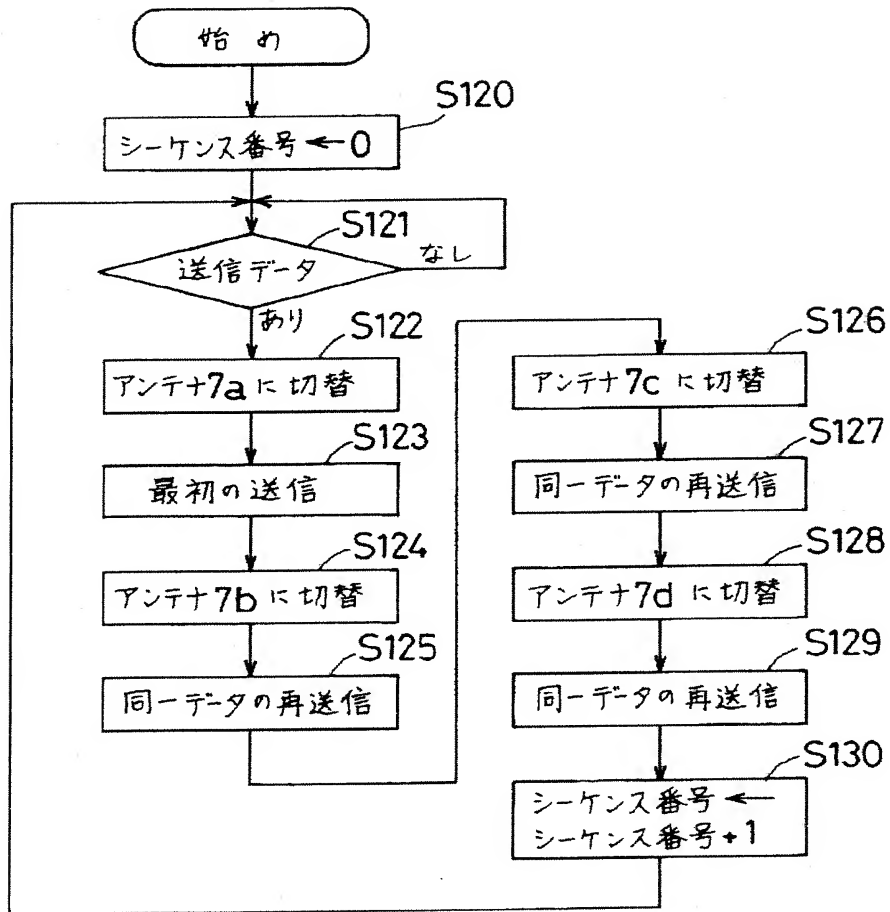 始め
S120
シーケンス番号←0
S121
送信データ
なし
あり
S122
アンテナ7aに切替
S123
最初の送信
S124
アンテナ7bに切替
S125
同一データの再送信
S126
アンテナ7cに切替
S127
同一データの再送信
S128
アンテナ7dに切替
S129
同一データの再送信
S130
シーケンス番号←
シーケンス番号+1